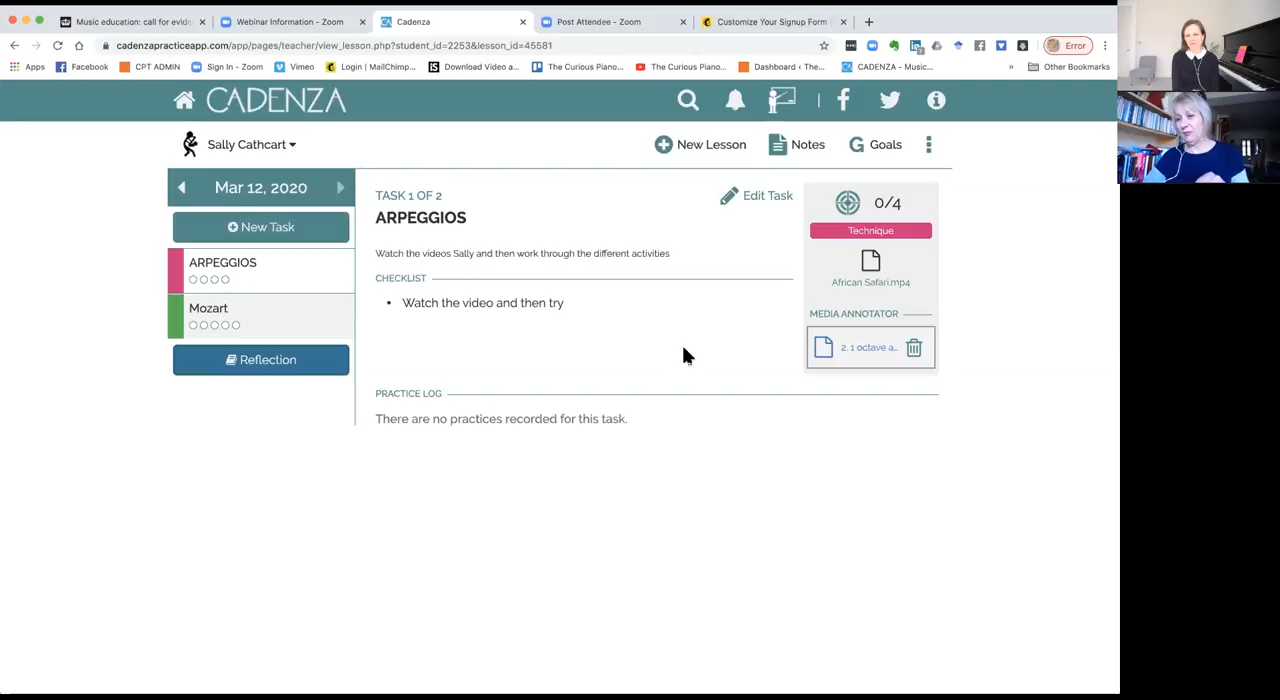 Music education: call for evide
Webinar Information - Zoom
Cadenza
Post Attendee - Zoom
Customize Your Signup Form
cadenzapracticeapp.com/app/pages/teacher/view_lesson.php?student_id=2253&lesson_id=45581
Error
Apps Facebook CPT ADMIN Sign In - Zoom Vimeo Login | MailChimp... Download Video a... The Curious Piano... The Curious Piano... Dashboard ‹ The... CADENZA - Music... » Other Bookmarks
CADENZA
Sally Cathcart
New Lesson Notes Goals
Mar 12, 2020
New Task
ARPEGGIOS
Mozart
Reflection
TASK 1 OF 2
Edit Task
ARPEGGIOS
Watch the videos Sally and then work through the different activities
CHECKLIST
• Watch the video and then try
PRACTICE LOG
There are no practices recorded for this task.
0/4
Technique
African Safari.mp4
MEDIA ANNOTATOR
2. 1 octave a...